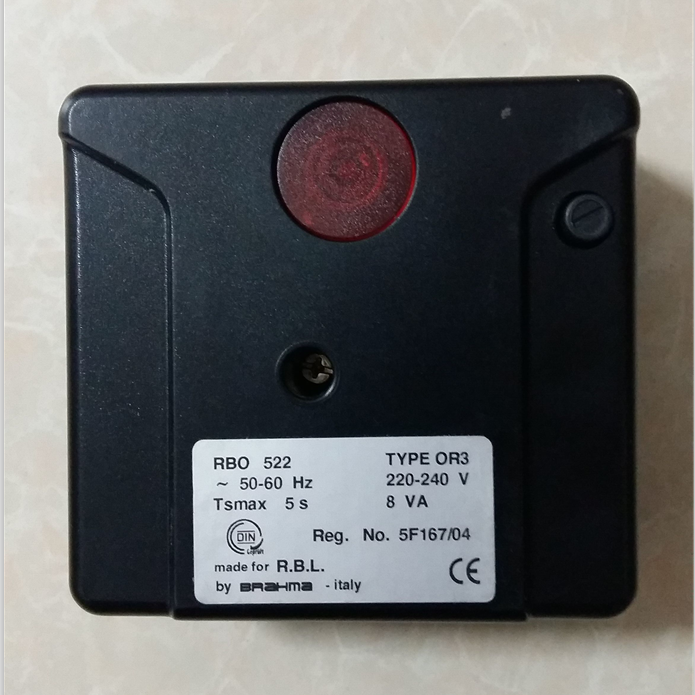 RBO 522 TYPE OR3
~ 50-60 Hz 220-240 V
Tsmax 5 s 8 VA
DIN
Reg. No. 5F167/04
made for R.B.L.
by BRAHMA - italy
CE